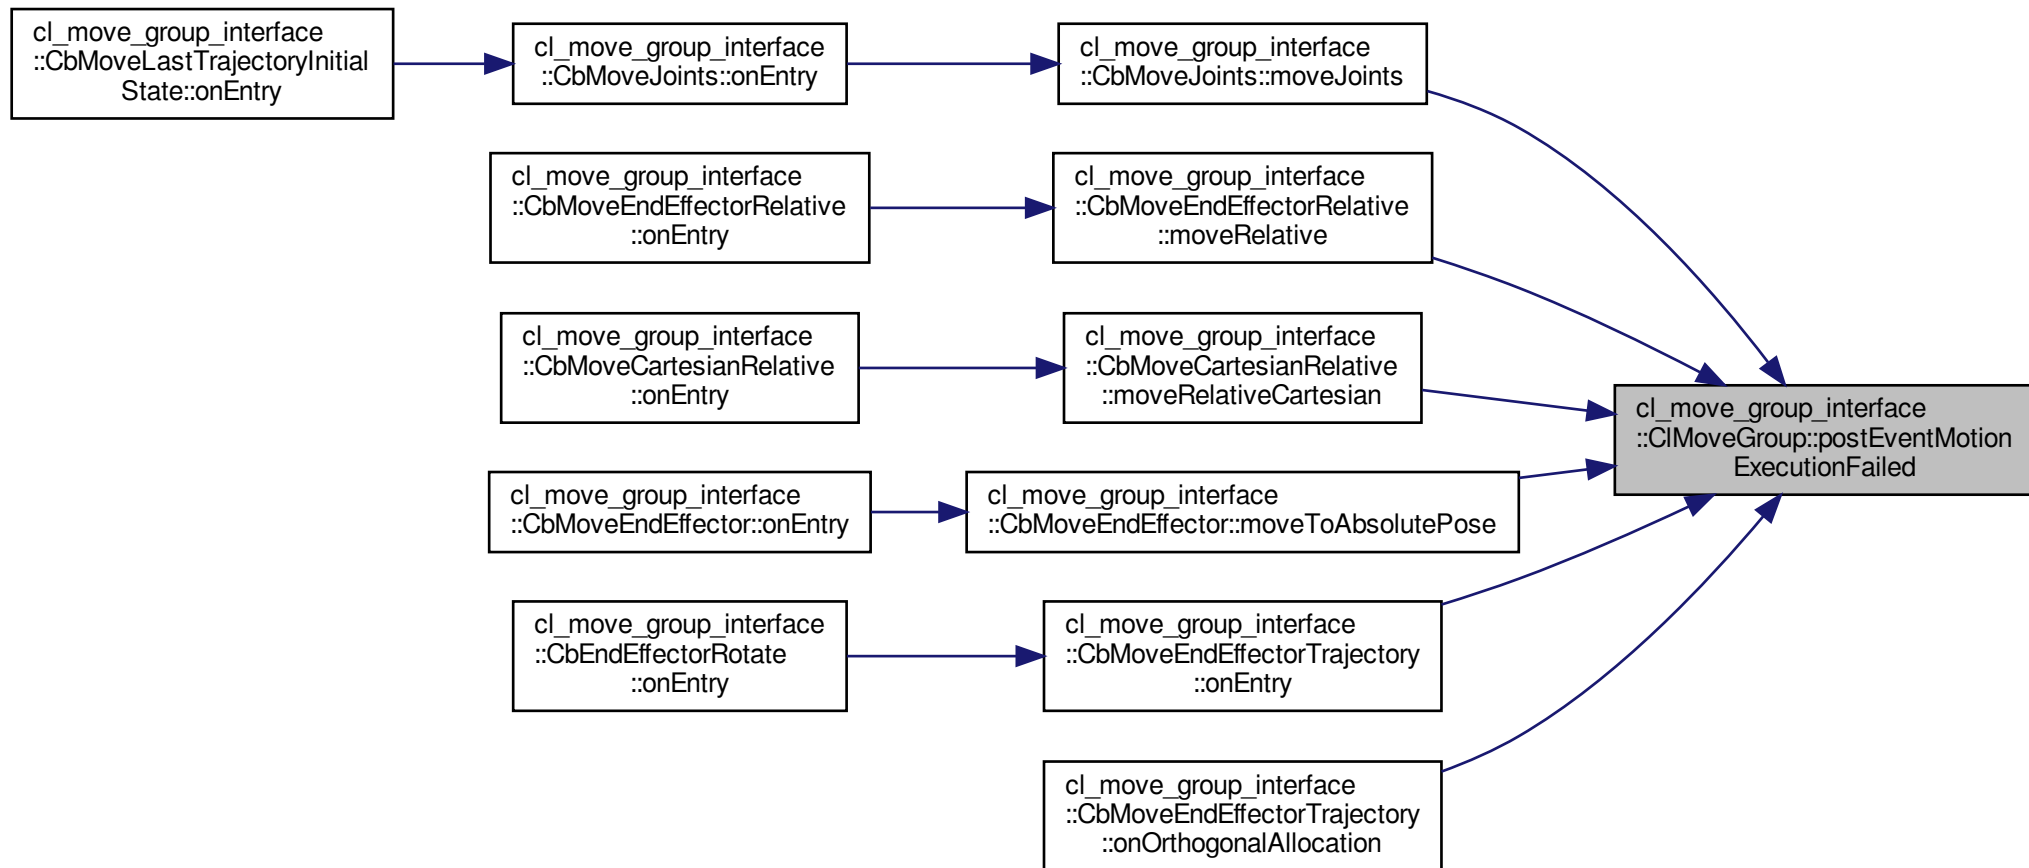 cl_move_group_interface
::CbMoveLastTrajectoryInitial
State::onEntry
cl_move_group_interface
::CbMoveJoints::onEntry
cl_move_group_interface
::CbMoveJoints::moveJoints
cl_move_group_interface
::CbMoveEndEffectorRelative
::onEntry
cl_move_group_interface
::CbMoveEndEffectorRelative
::moveRelative
cl_move_group_interface
::CbMoveCartesianRelative
::onEntry
cl_move_group_interface
::CbMoveCartesianRelative
::moveRelativeCartesian
cl_move_group_interface
::ClMoveGroup::postEventMotion
ExecutionFailed
cl_move_group_interface
::CbMoveEndEffector::onEntry
cl_move_group_interface
::CbMoveEndEffector::moveToAbsolutePose
cl_move_group_interface
::CbEndEffectorRotate
::onEntry
cl_move_group_interface
::CbMoveEndEffectorTrajectory
::onEntry
cl_move_group_interface
::CbMoveEndEffectorTrajectory
::onOrthogonalAllocation